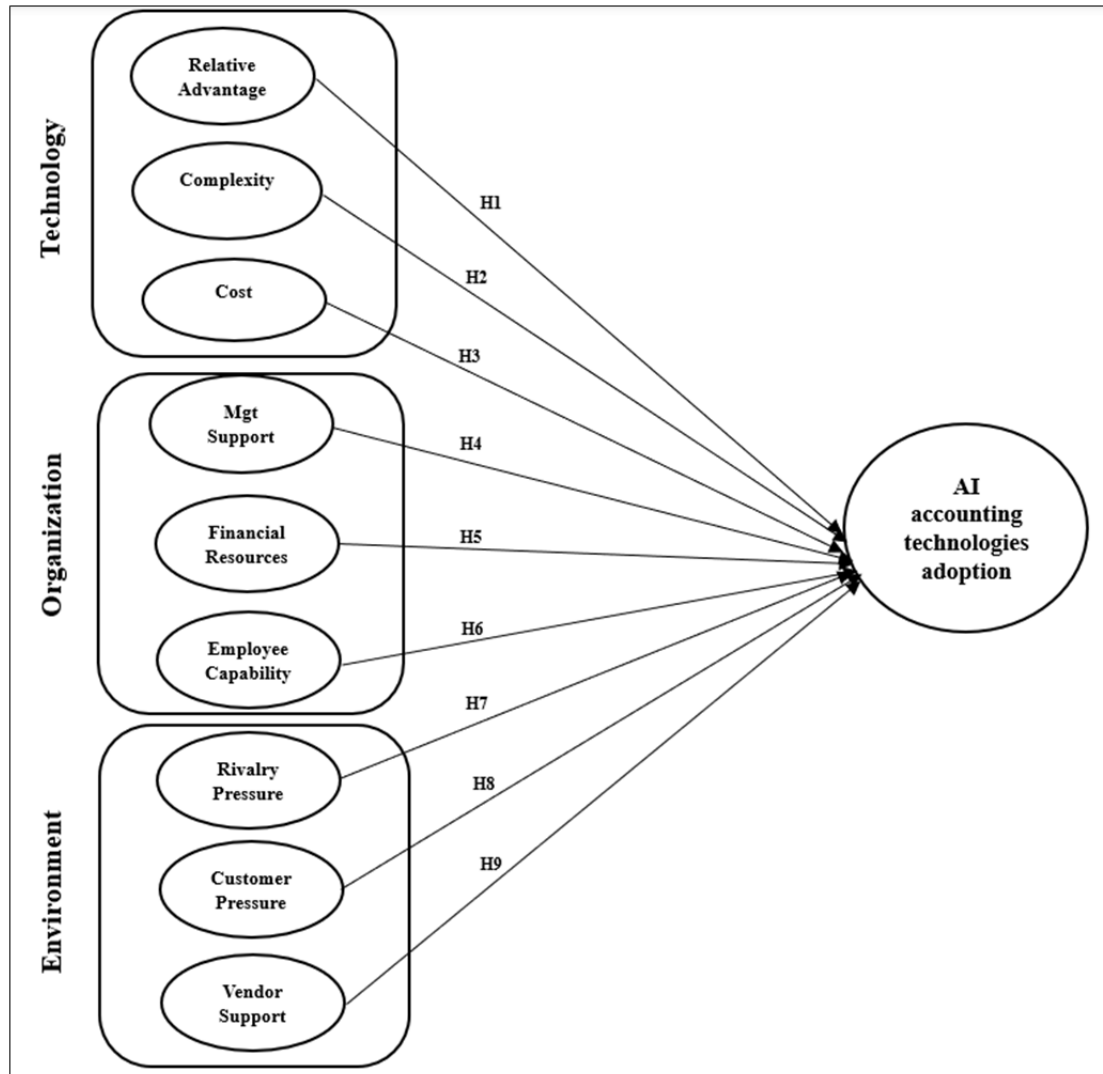 Technology
Relative
Advantage
Complexity
Cost
H1
H2
H3
Organization
Mgt
Support
Financial
Resources
Employee
Capability
H4
H5
H6
Environment
Rivalry
Pressure
Customer
Pressure
Vendor
Support
H7
H8
H9
AI
accounting
technologies
adoption